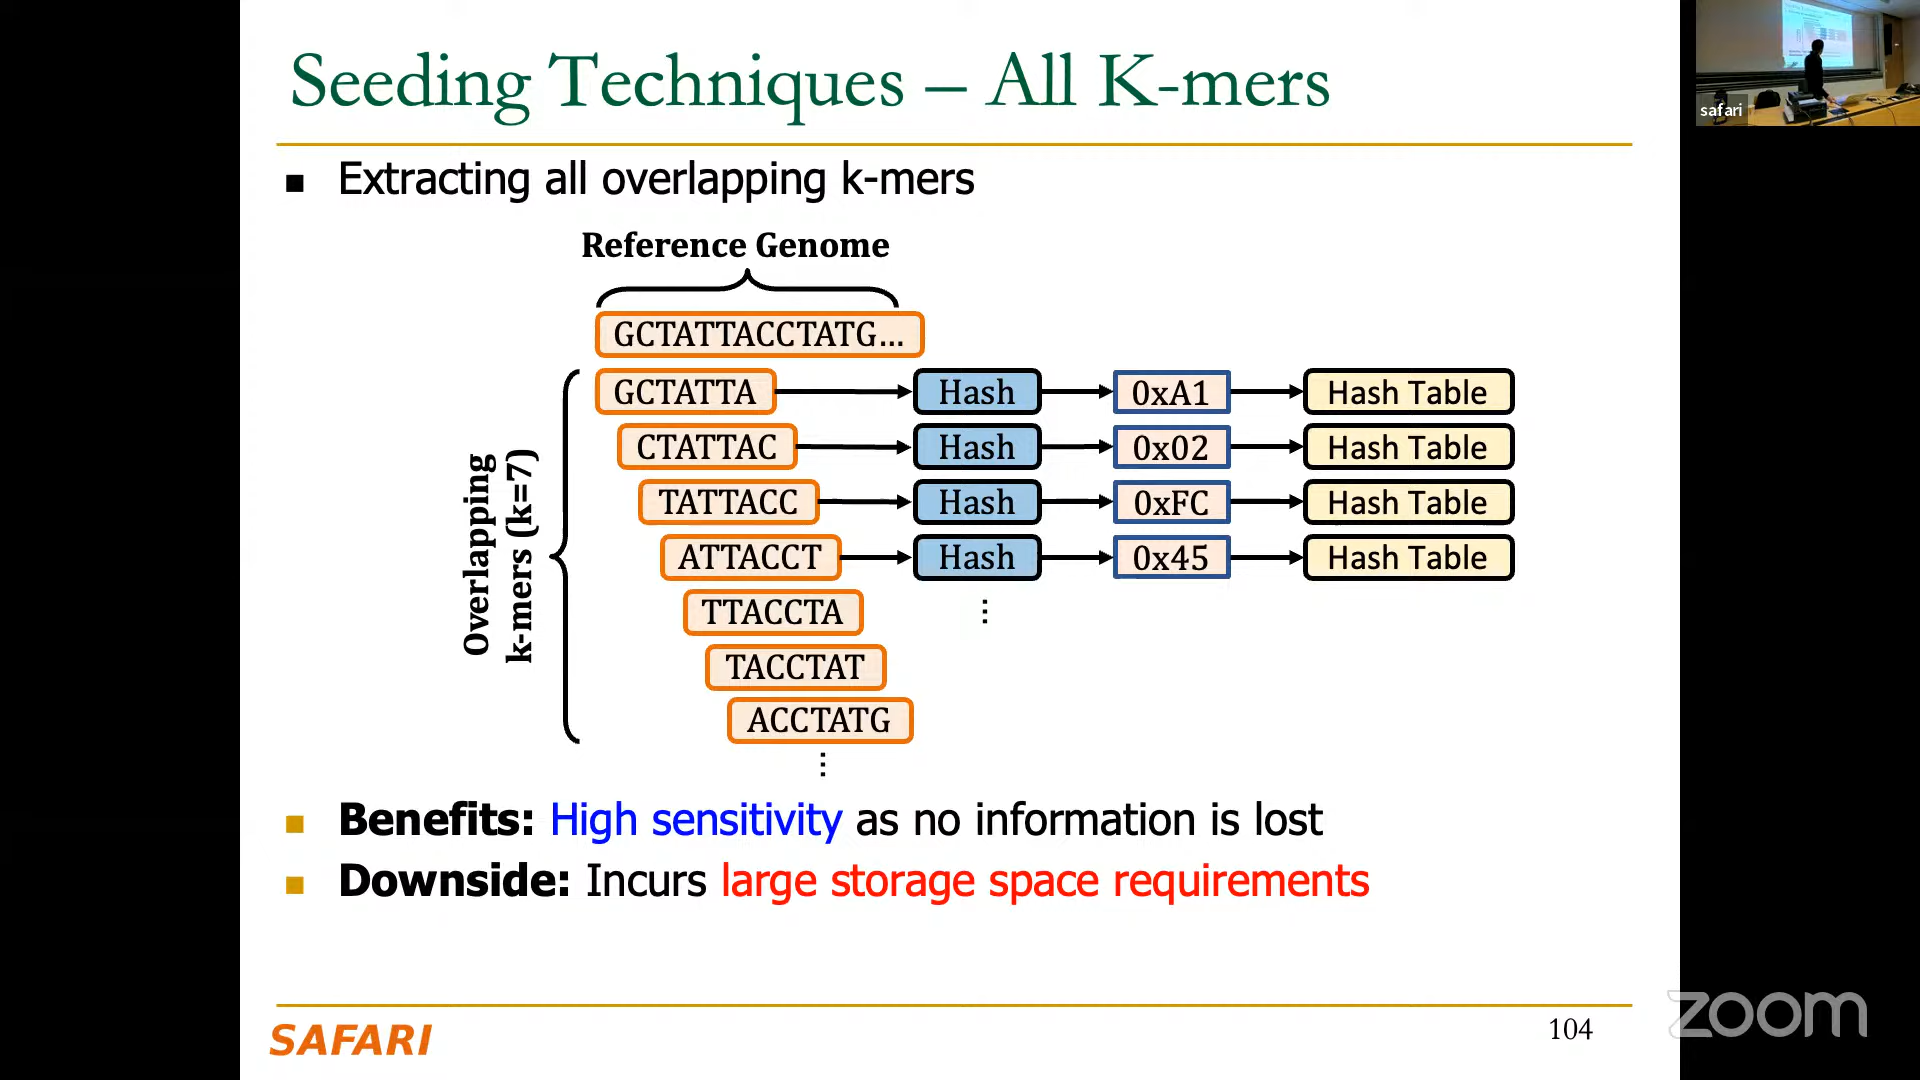 Seeding Techniques – All K-mers
safari
Extracting all overlapping k-mers
Reference Genome
GCTATTACCTATG...
GCTATTA Hash 0xA1 Hash Table
CTATTAC Hash 0x02 Hash Table
TATTACC Hash 0xFC Hash Table
ATTACCT Hash 0x45 Hash Table
TTACCTA
TACCTAT
ACCTATG
Overlapping
k-mers (k=7)
Benefits: High sensitivity as no information is lost
Downside: Incurs large storage space requirements
SAFARI
104
zoom